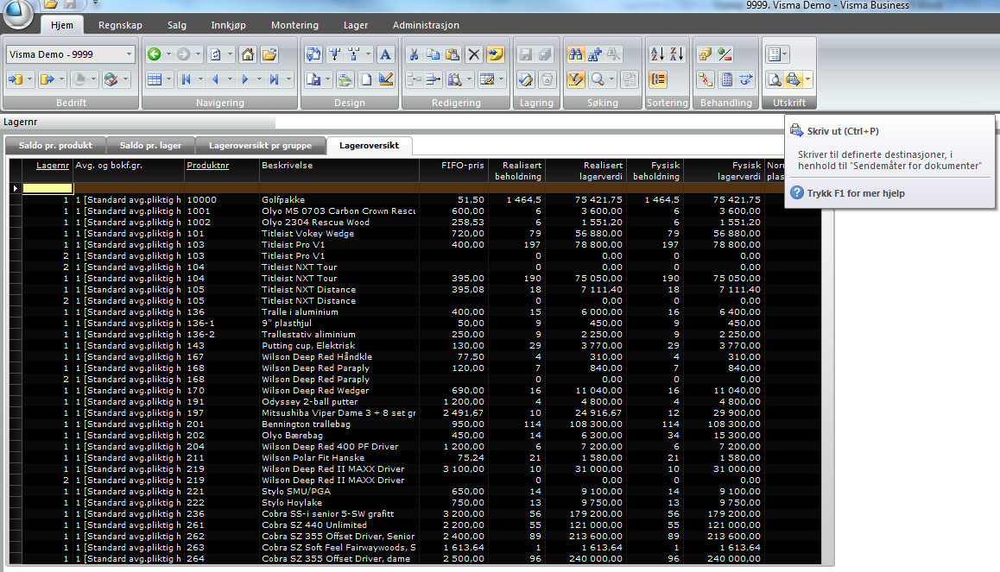 9999. Visma Demo - Visma Business
Hjem Regnskap Salg Innkjøp Montering Lager Administrasjon
Visma Demo - 9999
Bedrift Navigering Design Redigering Lagring Søking Sortering Behandling Utskrift
Lagernr
Saldo pr. produkt Saldo pr. lager Lageroversikt pr gruppe Lageroversikt
Skriv ut (Ctrl+P)
Skriver til definerte destinasjoner, i
henhold til "Sendemåter for dokumenter"
Trykk F1 for mer hjelp
Lagernr Avg. og bokf.gr. Produktnr Beskrivelse FIFO-pris Realisert beholdning Realisert lagerverdi Fysisk beholdning Fysisk lagerverdi Norr plas
1 1 [Standard avg.pliktig h 10000 Golfpakke 51,50 1 464,5 75 421,75 1 464,5 75 421,75
1 1 [Standard avg.pliktig h 1001 Olyo MS 0703 Carbon Crown Rescu 600,00 6 3 600,00 6 3 600,00
1 1 [Standard avg.pliktig h 1002 Olyo 2304 Rescue Wood 258,53 6 1 551,20 6 1 551,20
1 1 [Standard avg.pliktig h 101 Titleist Vokey Wedge 720,00 79 56 880,00 79 56 880,00
1 1 [Standard avg.pliktig h 103 Titleist Pro V1 400,00 197 78 800,00 197 78 800,00
2 1 [Standard avg.pliktig h 103 Titleist Pro V1 0 0,00 0 0,00
2 1 [Standard avg.pliktig h 104 Titleist NXT Tour 0 0,00 0 0,00
1 1 [Standard avg.pliktig h 104 Titleist NXT Tour 395,00 190 75 050,00 190 75 050,00
1 1 [Standard avg.pliktig h 105 Titleist NXT Distance 395,08 18 7 111,40 18 7 111,40
2 1 [Standard avg.pliktig h 105 Titleist NXT Distance 0 0,00 0 0,00
1 1 [Standard avg.pliktig h 136 Tralle i aluminium 400,00 15 6 000,00 16 6 400,00
1 1 [Standard avg.pliktig h 136-1 9" plasthjul 50,00 9 450,00 9 450,00
1 1 [Standard avg.pliktig h 136-2 Trallestativ aliminium 250,00 9 2 250,00 9 2 250,00
1 1 [Standard avg.pliktig h 143 Putting cup, Elektrisk 130,00 29 3 770,00 29 3 770,00
1 1 [Standard avg.pliktig h 167 Wilson Deep Red Håndkle 77,50 4 310,00 4 310,00
1 1 [Standard avg.pliktig h 168 Wilson Deep Red Paraply 120,00 7 840,00 7 840,00
2 1 [Standard avg.pliktig h 168 Wilson Deep Red Paraply 0 0,00 0 0,00
1 1 [Standard avg.pliktig h 170 Wilson Deep Red Wedger 690,00 16 11 040,00 16 11 040,00
1 1 [Standard avg.pliktig h 191 Odyssey 2-ball putter 1 200,00 4 4 800,00 4 4 800,00
1 1 [Standard avg.pliktig h 197 Mitsushiba Viper Dame 3 + 8 set gr 2 491,67 10 24 916,67 12 29 900,00
1 1 [Standard avg.pliktig h 201 Bennington trallebag 950,00 114 108 300,00 114 108 300,00
1 1 [Standard avg.pliktig h 202 Olyo Bærebag 450,00 14 6 300,00 34 15 300,00
1 1 [Standard avg.pliktig h 204 Wilson Deep Red 400 PF Driver 1 200,00 6 7 200,00 6 7 200,00
1 1 [Standard avg.pliktig h 211 Wilson Polar Fit Hanske 75,24 21 1 580,00 21 1 580,00
1 1 [Standard avg.pliktig h 219 Wilson Deep Red II MAXX Driver 3 100,00 10 31 000,00 10 31 000,00
2 1 [Standard avg.pliktig h 219 Wilson Deep Red II MAXX Driver 0 0,00 0 0,00
1 1 [Standard avg.pliktig h 221 Stylo SMU/PGA 650,00 14 9 100,00 14 9 100,00
1 1 [Standard avg.pliktig h 222 Stylo Hoylake 750,00 13 9 750,00 13 9 750,00
1 1 [Standard avg.pliktig h 236 Cobra SS-i senior 5-SW grafitt 3 200,00 56 179 200,00 56 179 200,00
1 1 [Standard avg.pliktig h 261 Cobra SZ 440 Unlimited 2 200,00 55 121 000,00 55 121 000,00
1 1 [Standard avg.pliktig h 262 Cobra SZ 355 Offset Driver, Senior 2 400,00 89 213 600,00 89 213 600,00
1 1 [Standard avg.pliktig h 263 Cobra SZ Soft Feel Fairwaywoods, S 1 613,64 1 1 613,64 1 1 613,64
1 1 [Standard avg.pliktig h 264 Cobra SZ 355 Offset Driver, dame 2 500,00 96 240 000,00 96 240 000,00